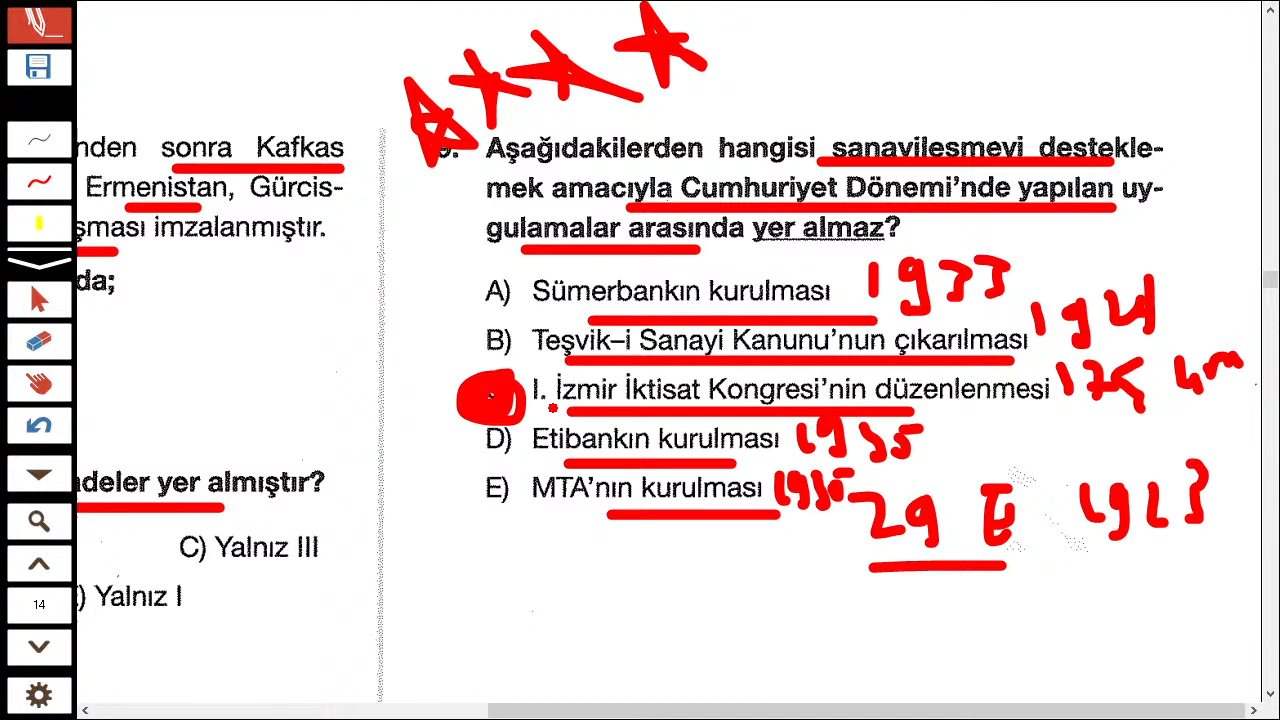 nden sonra Kafkas
Ermenistan, Gürcis-
şması imzalanmıştır.
da;
adeler yer almıştır?
C) Yalnız III
) Yalnız I
Aşağıdakilerden hangisi sanayileşmeyi destekle-
mek amacıyla Cumhuriyet Dönemi'nde yapılan uy-
gulamalar arasında yer almaz?
A) Sümerbankın kurulması 1933
B) Teşvik–i Sanayi Kanunu'nun çıkarılması
I. İzmir İktisat Kongresi'nin düzenlenmesi
D) Etibankın kurulması 1935
E) MTA'nın kurulması 1935
29 E 1923
14